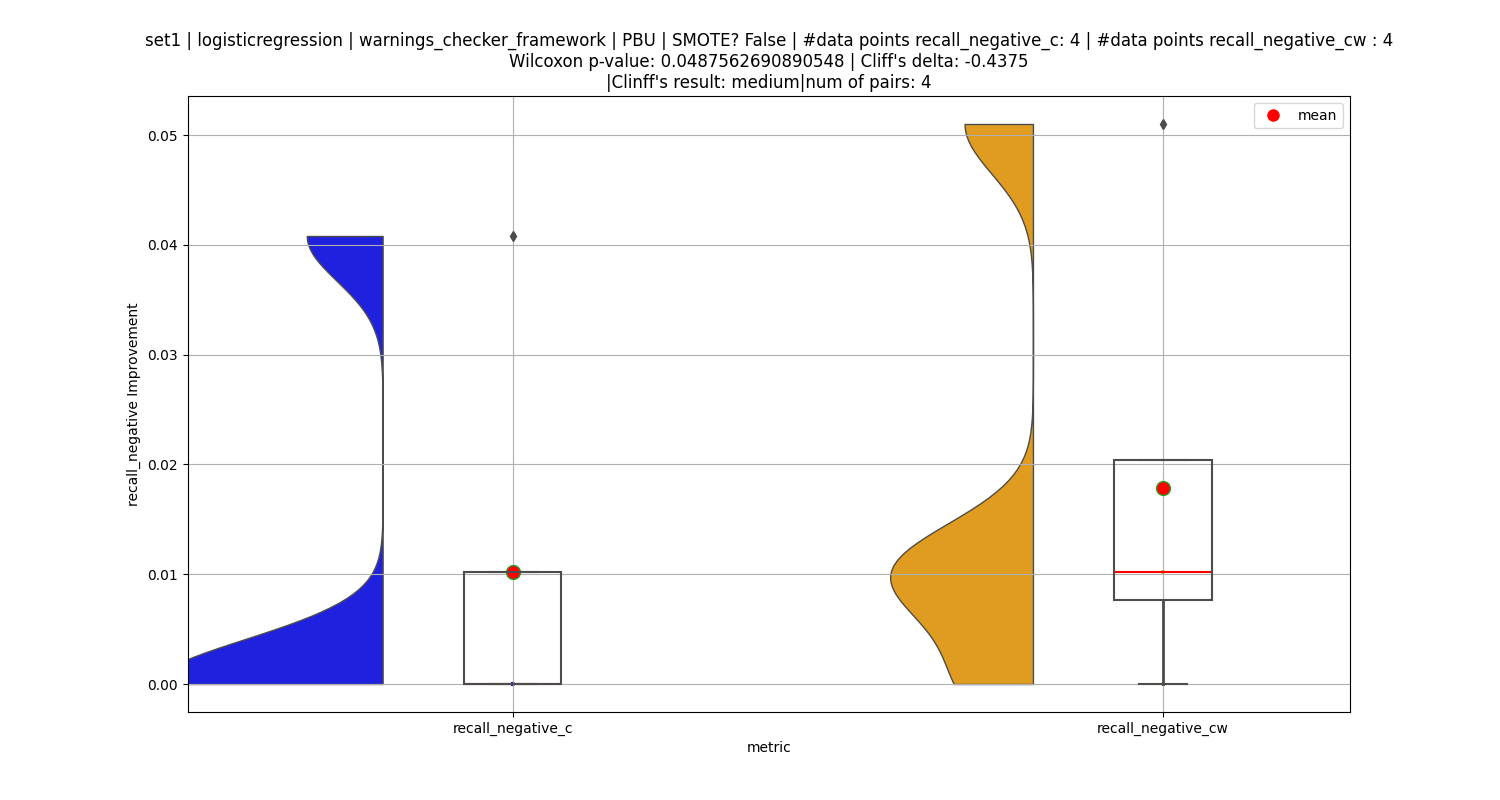 set1 | logisticregression | warnings_checker_framework | PBU | SMOTE? False | #data points recall_negative_c: 4 | #data points recall_negative_cw : 4
Wilcoxon p-value: 0.0487562690890548 | Cliff's delta: -0.4375
|Clinff's result: medium|num of pairs: 4
mean
0.05
0.04
0.03
0.02
0.01
0.00
recall_negative Improvement
recall_negative_c
recall_negative_cw
metric